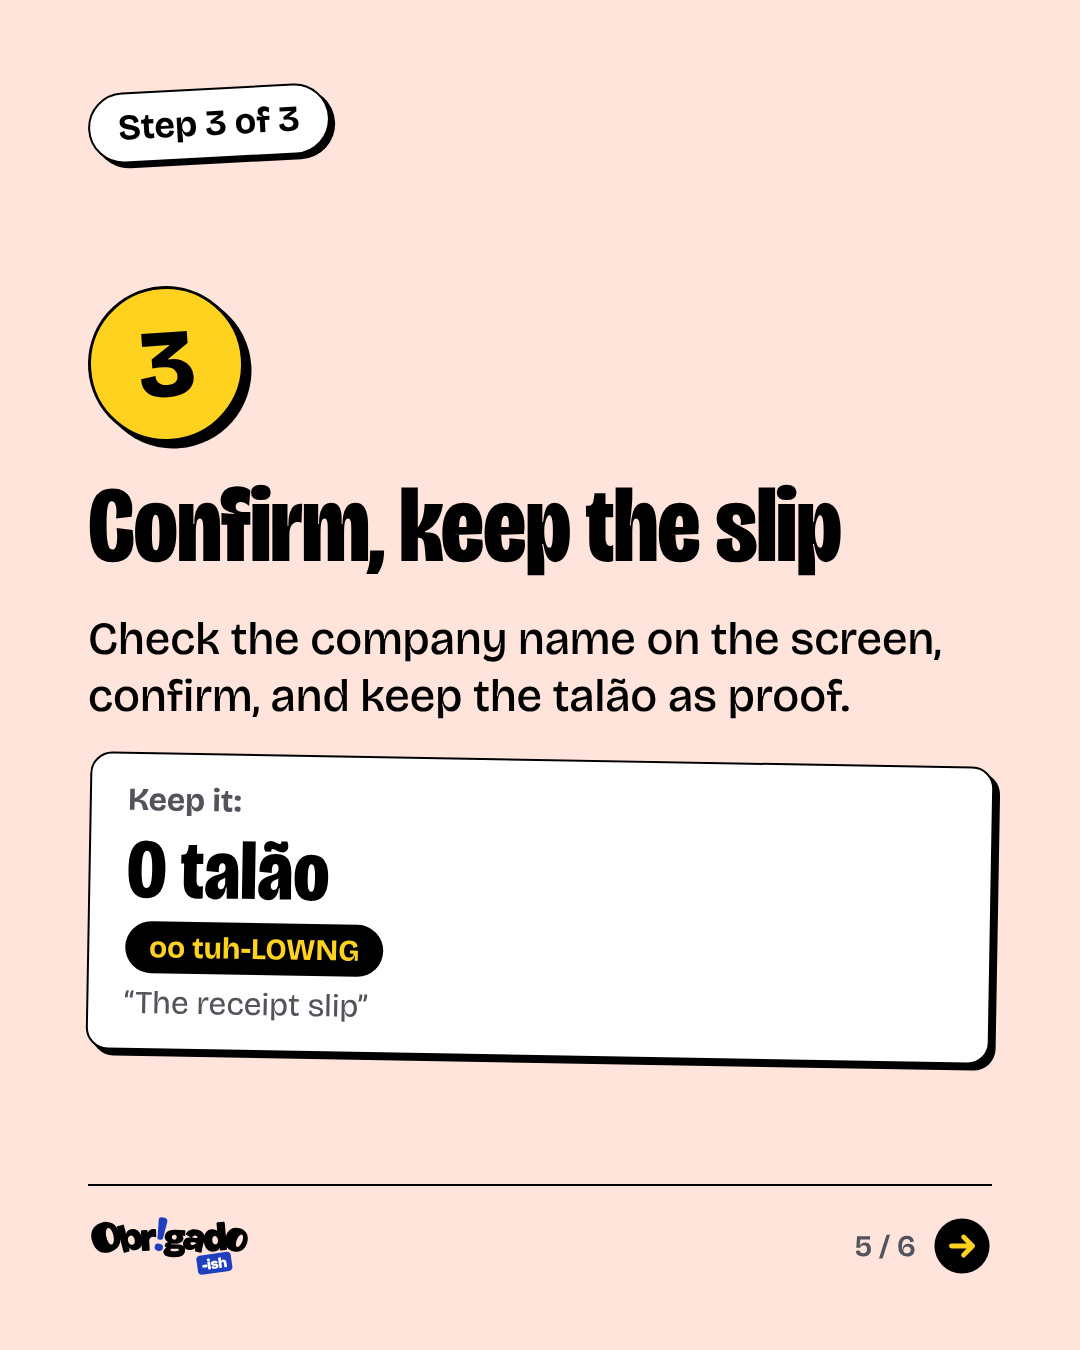 Step 3 of 3
3
Confirm, keep the slip
Check the company name on the screen,
confirm, and keep the talão as proof.
Keep it:
O talão
oo tuh-LOWNG
“The receipt slip”
Obr!gado
-ish
5 / 6